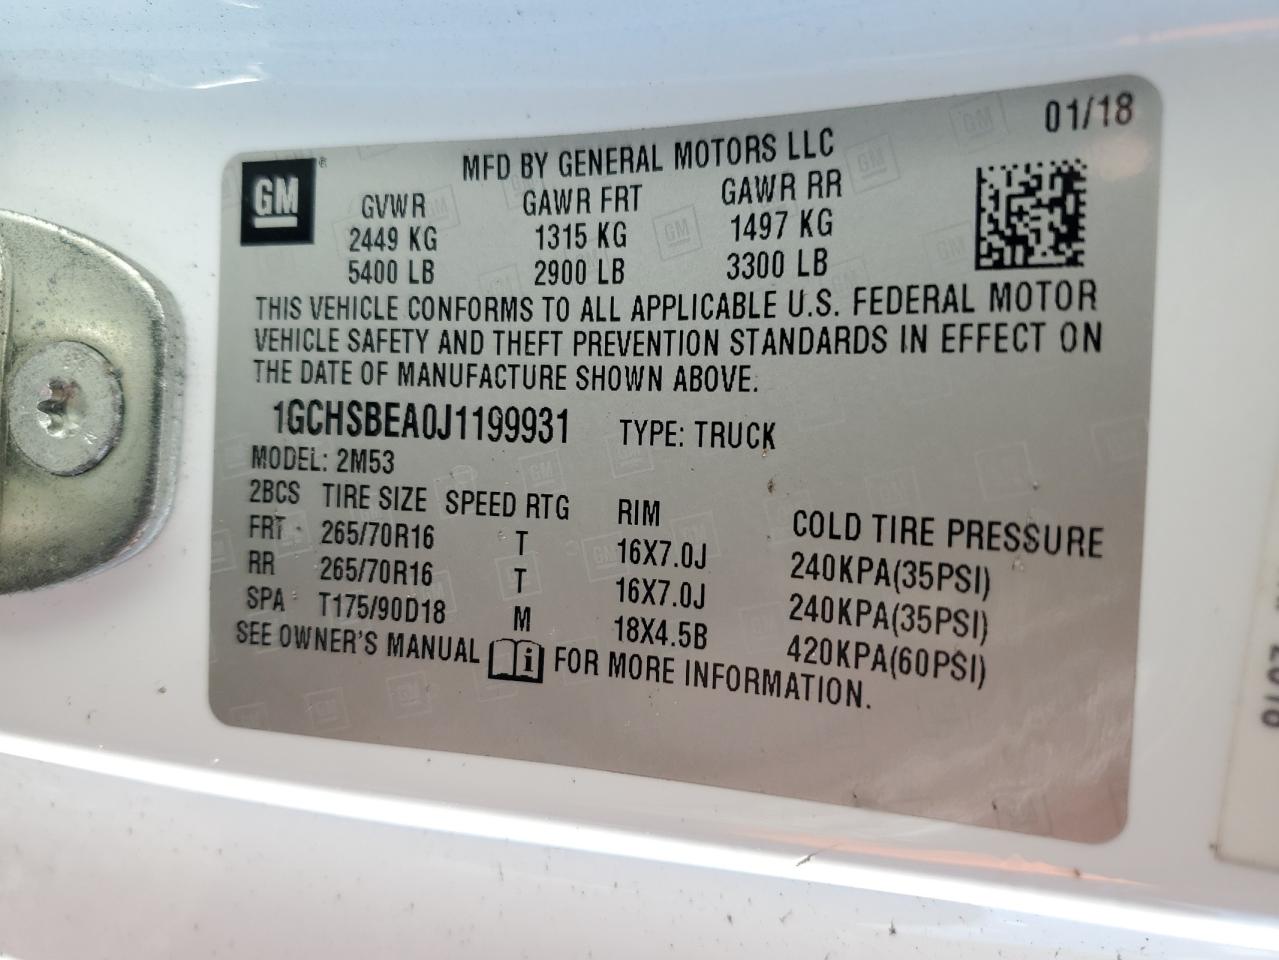 01/18
GM ®
MFD BY GENERAL MOTORS LLC
GVWR GAWR FRT GAWR RR
2449 KG 1315 KG 1497 KG
5400 LB 2900 LB 3300 LB
THIS VEHICLE CONFORMS TO ALL APPLICABLE U.S. FEDERAL MOTOR
VEHICLE SAFETY AND THEFT PREVENTION STANDARDS IN EFFECT ON
THE DATE OF MANUFACTURE SHOWN ABOVE.
1GCHSBEA0J1199931 TYPE: TRUCK
MODEL: 2M53
2BCS TIRE SIZE SPEED RTG RIM COLD TIRE PRESSURE
FRT 265/70R16 T 16X7.0J 240KPA(35PSI)
RR 265/70R16 T 16X7.0J 240KPA(35PSI)
SPA T175/90D18 M 18X4.5B 420KPA(60PSI)
SEE OWNER'S MANUAL i FOR MORE INFORMATION.